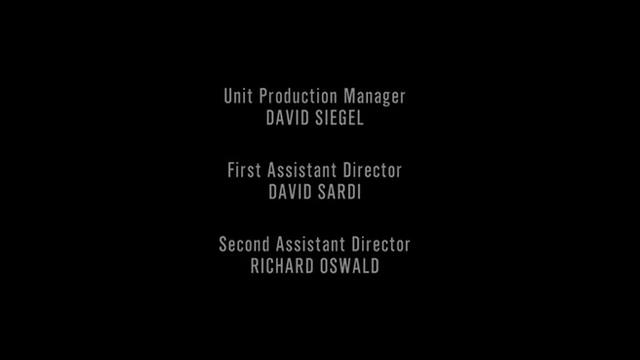 Unit Production Manager
DAVID SIEGEL
First Assistant Director
DAVID SARDI
Second Assistant Director
RICHARD OSWALD